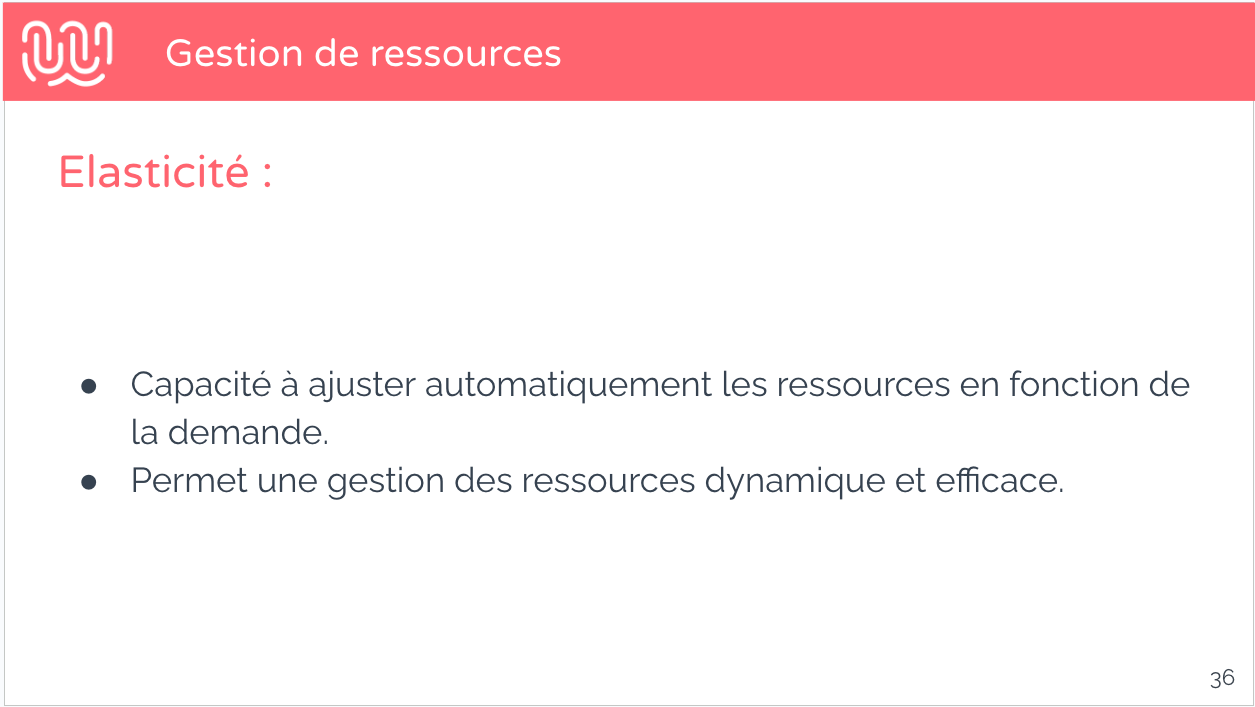 Gestion de ressources
Elasticité :
● Capacité à ajuster automatiquement les ressources en fonction de
la demande.
● Permet une gestion des ressources dynamique et efficace.
36